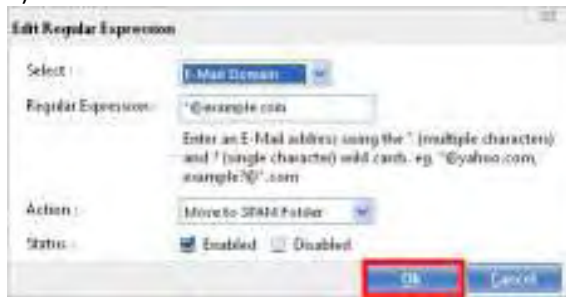 Edit Regular Expression
Select :
E-Mail Domain
Regular Expression :
*@example.com
Enter an E-Mail address using the * (multiple characters)
and ? (single character) wild cards. eg. *@yahoo.com,
example?@*.com
Action :
Move to SPAM Folder
Status :
Enabled Disabled
Ok Cancel